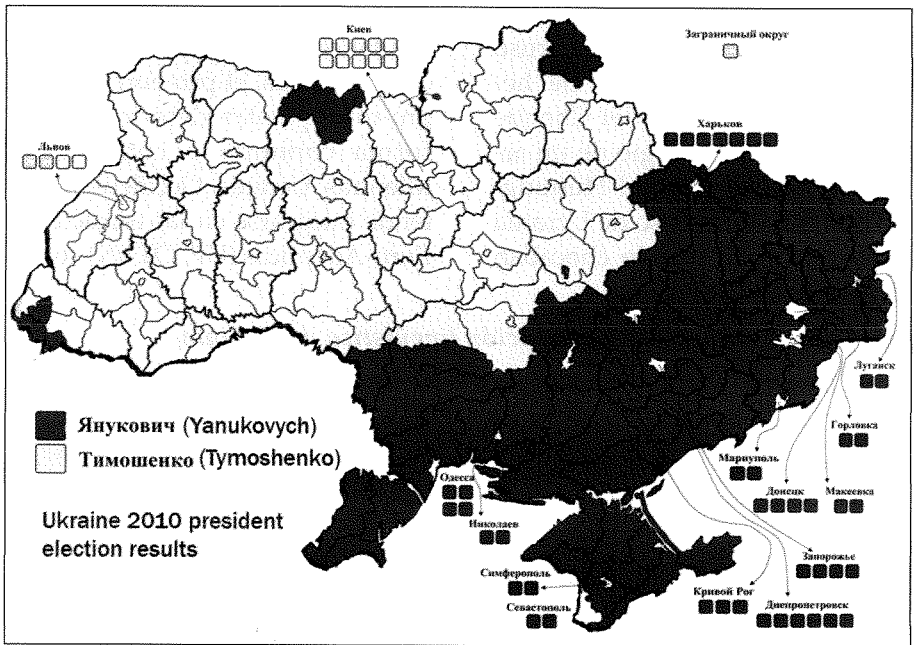 Киев
Заграничный округ
Харьков
Львов
Луганск
Горловка
Мариуполь
Донецк
Макеевка
Запорожье
Кривой Рог
Днепропетровск
Одесса
Николаев
Симферополь
Севастополь
Янукович (Yanukovych)
Тимошенко (Tymoshenko)
Ukraine 2010 president
election results